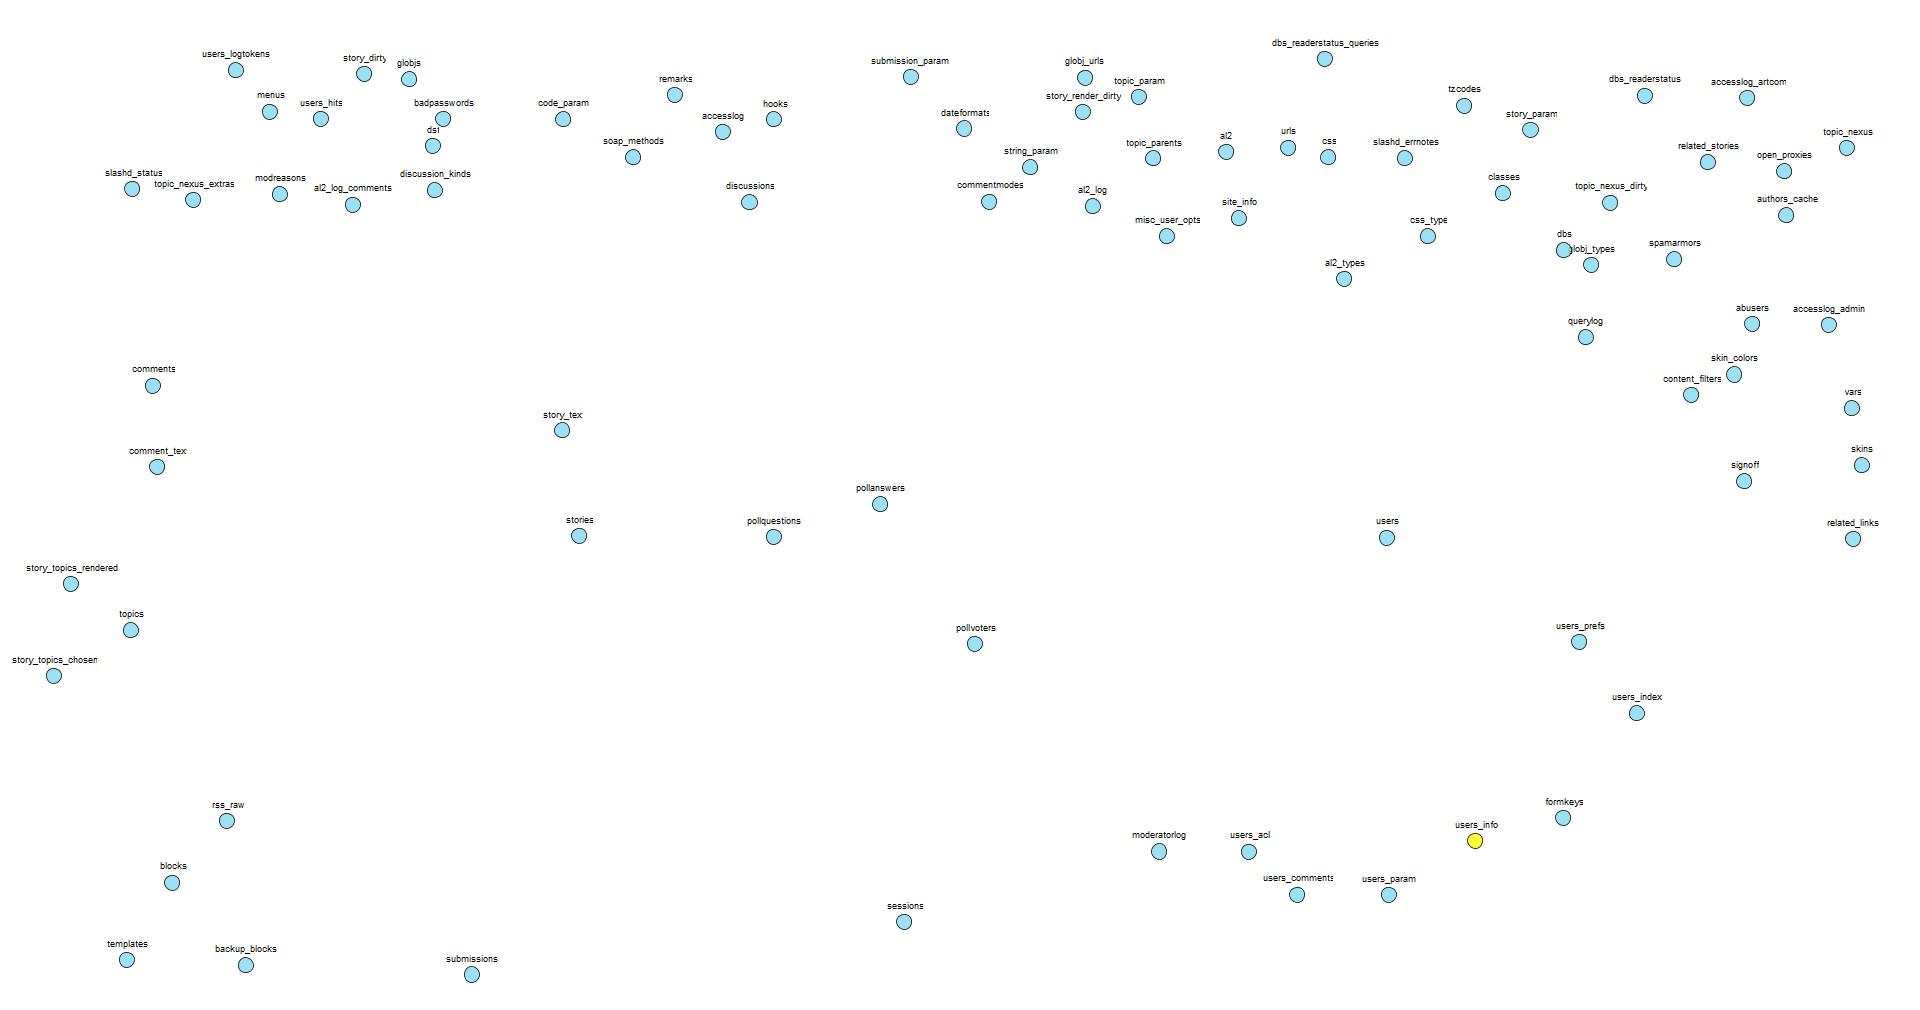 dbs_readerstatus_queries
users_logtokens
story_dirty
globjs
submission_param
globj_urls
remarks
topic_param
dbs_readerstatus
accesslog_artcom
tzcodes
menus
users_hits
badpasswords
code_param
hooks
story_render_dirty
accesslog
dateformats
story_param
dst
al2
urls
topic_nexus
soap_methods
string_param
topic_parents
css
slashd_errnotes
related_stories
open_proxies
slashd_status
topic_nexus_extras
modreasons
al2_log_comments
discussion_kinds
discussions
commentmodes
al2_log
classes
topic_nexus_dirty
authors_cache
misc_user_opts
site_info
css_type
dbs
globj_types
spamarmors
al2_types
abusers
accesslog_admin
querylog
skin_colors
comments
content_filters
vars
story_tex
comment_tex
skins
signoff
pollanswers
stories
pollquestions
users
related_links
story_topics_rendered
topics
pollvoters
users_prefs
story_topics_chosen
users_index
rss_raw
formkeys
users_info
moderatorlog
users_acl
blocks
users_comments
users_param
sessions
templates
backup_blocks
submissions